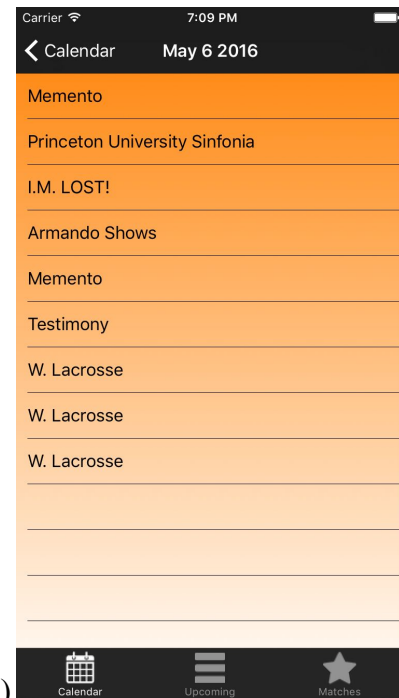 Carrier 7:09 PM
Calendar May 6 2016
Memento
Princeton University Sinfonia
I.M. LOST!
Armando Shows
Memento
Testimony
W. Lacrosse
W. Lacrosse
W. Lacrosse
Calendar Upcoming Matches
)